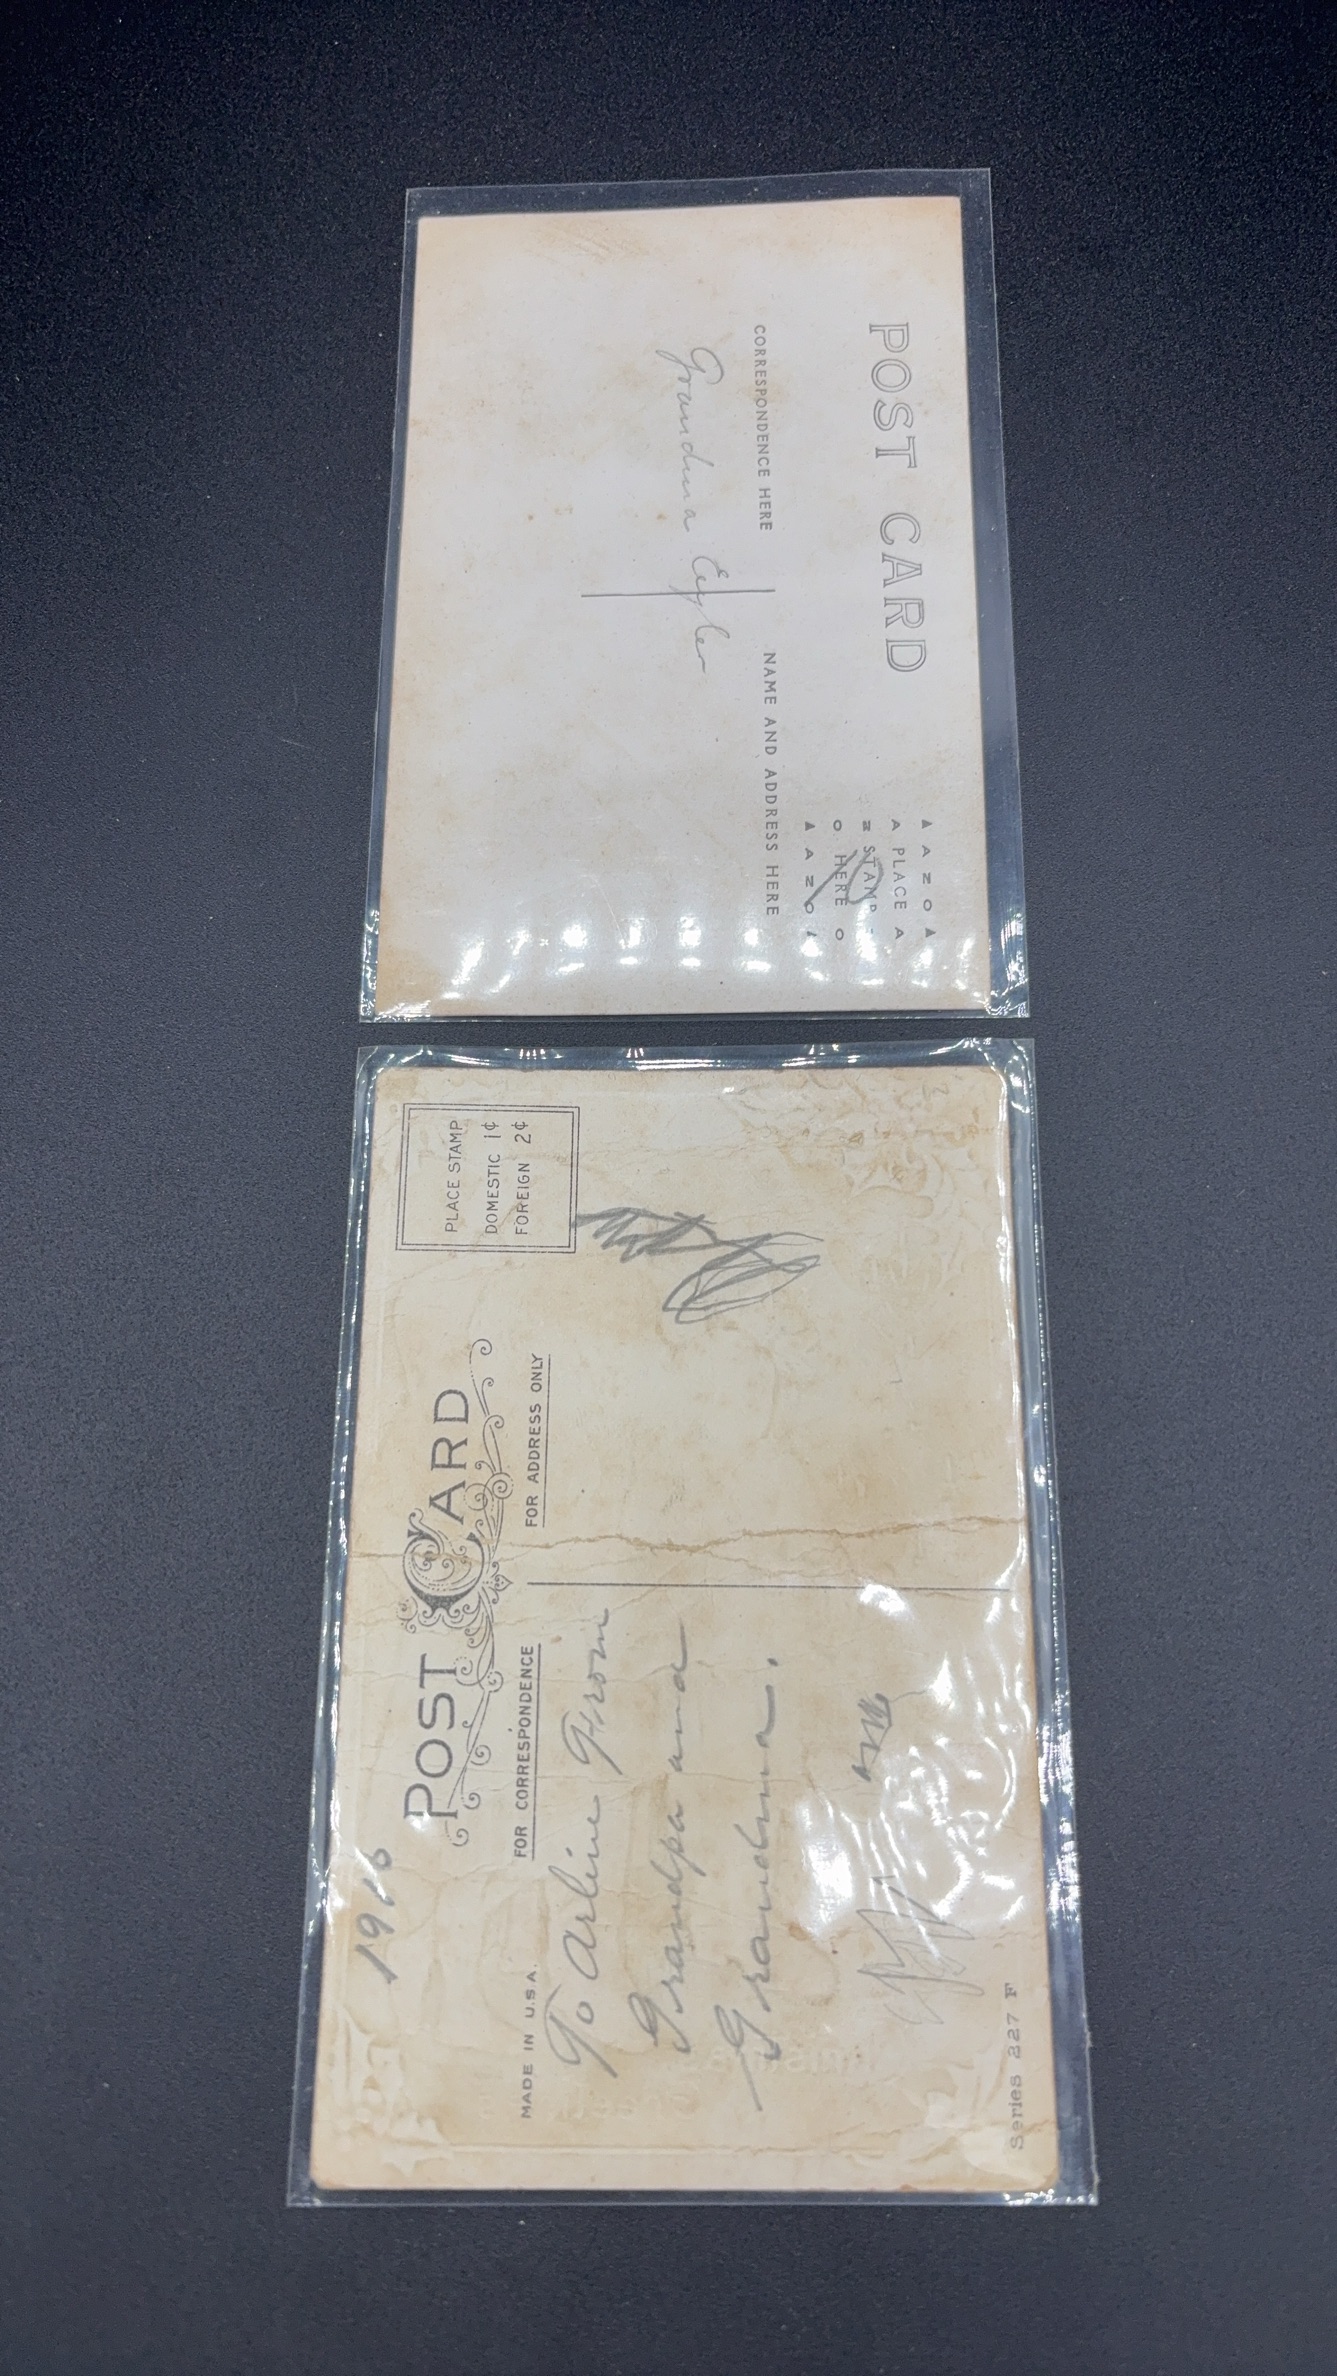 POST CARD
CORRESPONDENCE HERE
NAME AND ADDRESS HERE
AZO
PLACE
STAMP
HERE
AZO
Grandma Eyler
1916
POST CARD
PLACE STAMP
DOMESTIC 1¢
FOREIGN 2¢
MADE IN U.S.A.
FOR CORRESPONDENCE
FOR ADDRESS ONLY
To Arline From
Grandpa and
Grandma.
Series 227 F